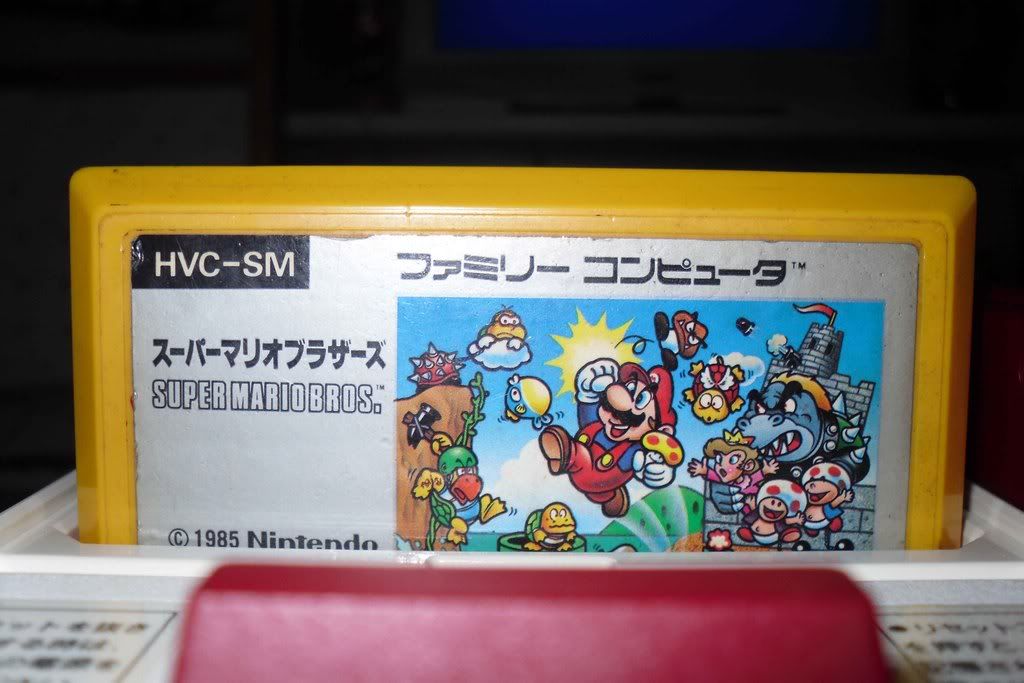 HVC-SM
ファミリー コンピュータ™
スーパーマリオブラザーズ
SUPER MARIO BROS.™
© 1985 Nintendo